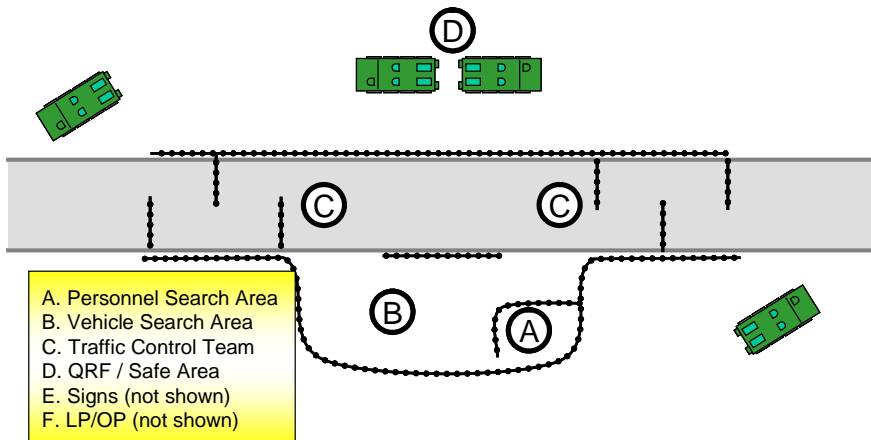 D
C
C
B
A
A. Personnel Search Area
B. Vehicle Search Area
C. Traffic Control Team
D. QRF / Safe Area
E. Signs (not shown)
F. LP/OP (not shown)